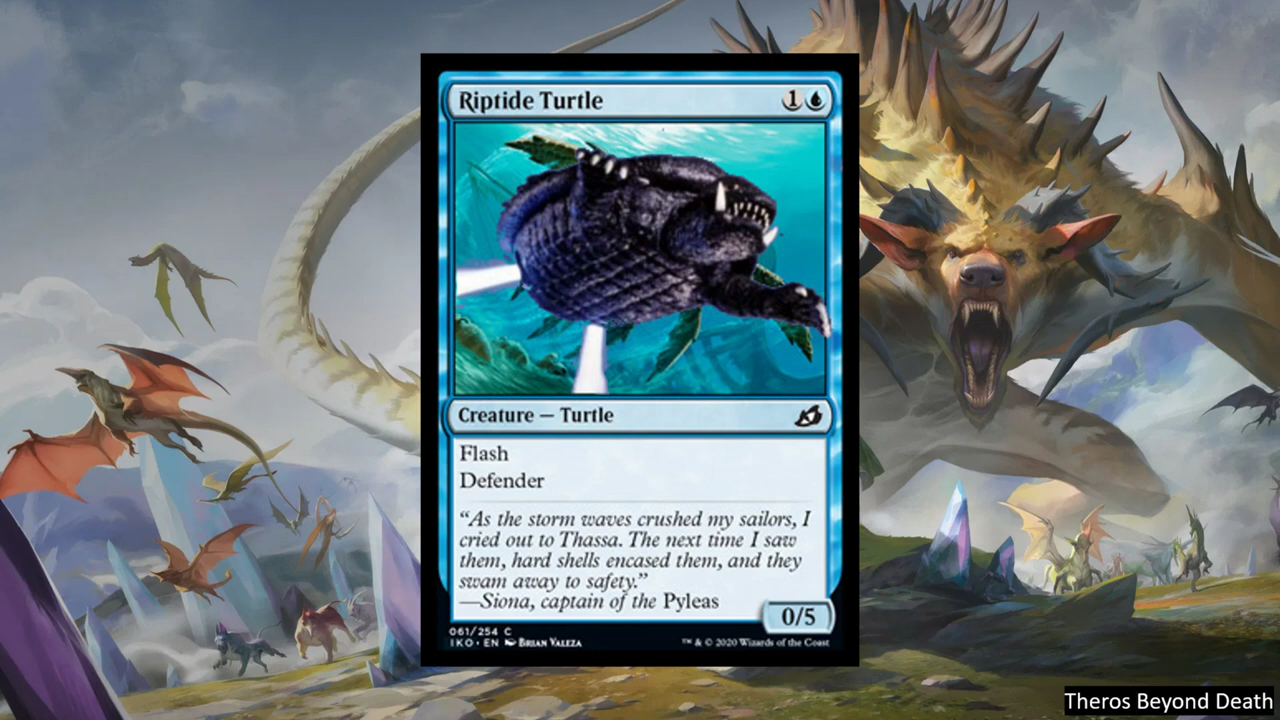 Riptide Turtle 1
Creature — Turtle
Flash
Defender
“As the storm waves crushed my sailors, I
cried out to Thassa. The next time I saw
them, hard shells encased them, and they
swam away to safety.”
—Siona, captain of the Pyleas
0/5
061/254 C
IKO • EN BRIAN VALEZA
™ & © 2020 Wizards of the Coast
Theros Beyond Death